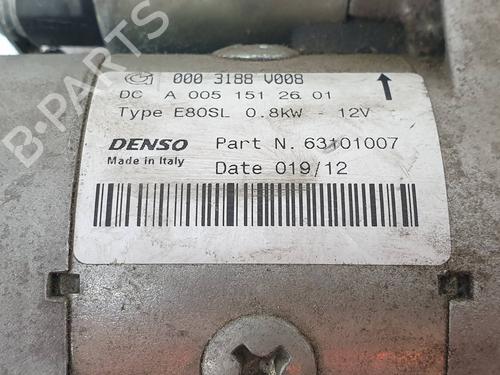 000 3188 V008
DC A 005 151 26 01
Type E80SL 0.8KW - 12V
DENSO Part N. 63101007
Made in Italy Date 019/12
B-PARTS